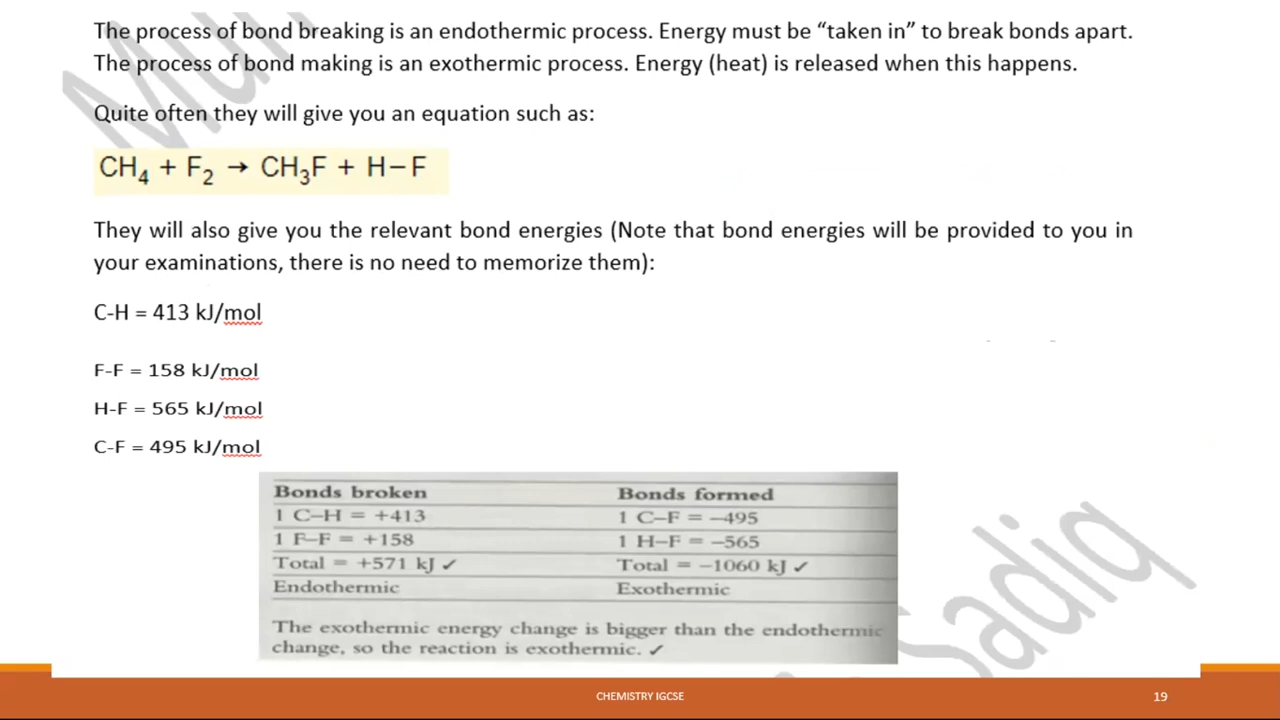 The process of bond breaking is an endothermic process. Energy must be “taken in” to break bonds apart.
The process of bond making is an exothermic process. Energy (heat) is released when this happens.
Quite often they will give you an equation such as:
CH₄ + F₂ → CH₃F + H–F
They will also give you the relevant bond energies (Note that bond energies will be provided to you in
your examinations, there is no need to memorize them):
C-H = 413 kJ/mol
F-F = 158 kJ/mol
H-F = 565 kJ/mol
C-F = 495 kJ/mol
Bonds broken Bonds formed
1 C–H = +413 1 C–F = –495
1 F–F = +158 1 H–F = –565
Total = +571 kJ ✓ Total = –1060 kJ ✓
Endothermic Exothermic
The exothermic energy change is bigger than the endothermic
change, so the reaction is exothermic. ✓
Sadiq
CHEMISTRY IGCSE 19